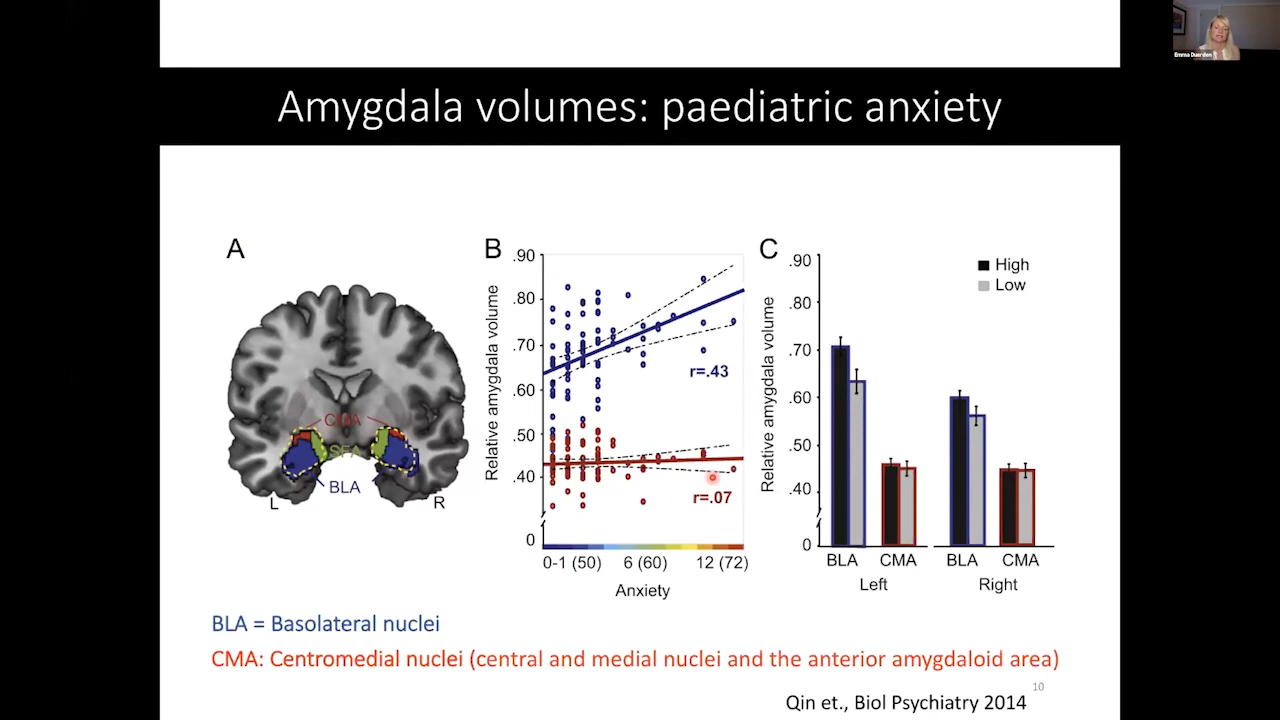 Emma Duerden
Amygdala volumes: paediatric anxiety
A
CMA
SFA
BLA
L
R
B
Relative amygdala volume
.90
.80
.70
.60
.50
.40
0
r=.43
r=.07
0-1 (50) 6 (60) 12 (72)
Anxiety
C
Relative amygdala volume
.90
.80
.70
.60
.50
.40
0
High
Low
BLA CMA BLA CMA
Left Right
BLA = Basolateral nuclei
CMA: Centromedial nuclei (central and medial nuclei and the anterior amygdaloid area)
10
Qin et., Biol Psychiatry 2014